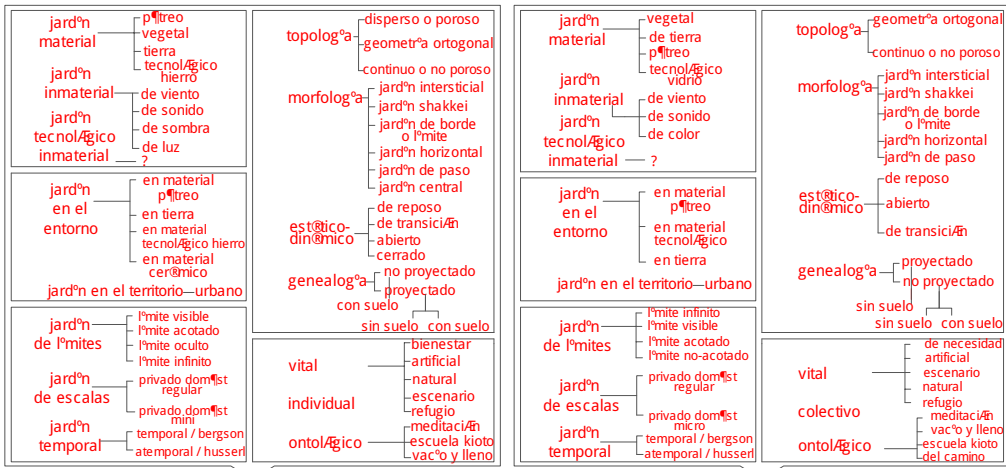 jardºn
material
p¶treo
vegetal
tierra
tecnolÆgico
hierro
jardºn
inmaterial
de viento
de sonido
de sombra
de luz
jardºn
tecnolÆgico
inmaterial
?
jardºn
en el
entorno
en material
p¶treo
en tierra
en material
tecnolÆgico hierro
en material
cer®mico
jardºn en el territorio urbano
jardºn
de lºmites
lºmite visible
lºmite acotado
lºmite oculto
lºmite infinito
jardºn
de escalas
privado dom¶st
regular
privado dom¶st
mini
jardºn
temporal
temporal / bergson
atemporal / husserl
topologºa
disperso o poroso
geometrºa ortogonal
continuo o no poroso
morfologºa
jardºn intersticial
jardºn shakkei
jardºn de borde
o lºmite
jardºn horizontal
jardºn de paso
jardºn central
est®tico-
din®mico
de reposo
de transiciÆn
abierto
cerrado
genealogºa
no proyectado
proyectado
con suelo
sin suelo
con suelo
vital
individual
bienestar
artificial
natural
escenario
refugio
ontolÆgico
meditaciÆn
escuela kioto
vacºo y lleno
jardºn
material
vegetal
de tierra
p¶treo
tecnolÆgico
vidrio
jardºn
inmaterial
de viento
de sonido
de color
jardºn
tecnolÆgico
inmaterial
?
jardºn
en el
entorno
en material
p¶treo
en material
tecnolÆgico
en tierra
jardºn en el territorio urbano
jardºn
de lºmites
lºmite infinito
lºmite visible
lºmite acotado
lºmite no-acotado
jardºn
de escalas
privado dom¶st
regular
privado dom¶st
micro
jardºn
temporal
temporal / bergson
atemporal / husserl
topologºa
geometrºa ortogonal
continuo o no poroso
morfologºa
jardºn intersticial
jardºn shakkei
jardºn de borde
o lºmite
jardºn horizontal
jardºn de paso
est®tico-
din®mico
de reposo
abierto
de transiciÆn
genealogºa
proyectado
no proyectado
sin suelo
sin suelo
con suelo
vital
colectivo
de necesidad
artificial
escenario
natural
refugio
ontolÆgico
meditaciÆn
vacºo y lleno
escuela kioto
del camino